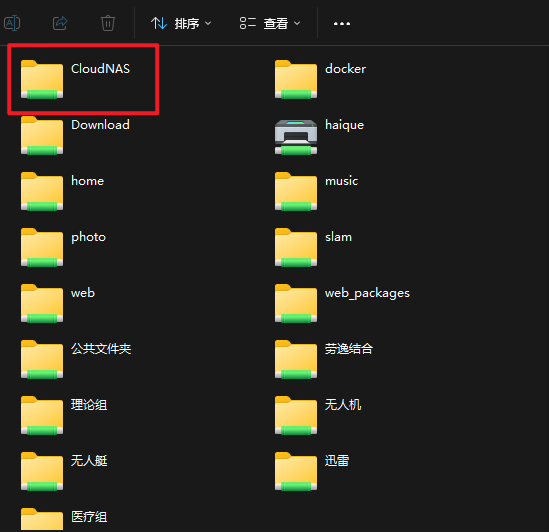 排序 查看
CloudNAS docker
Download haique
home music
photo slam
web web_packages
公共文件夹 劳逸结合
理论组 无人机
无人艇 迅雷
医疗组